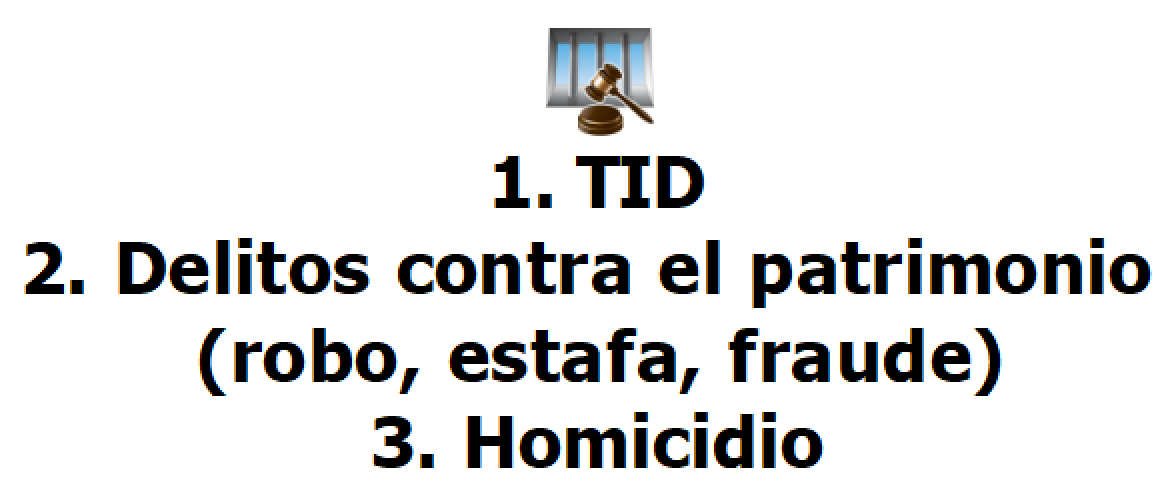 1. TID
2. Delitos contra el patrimonio
(robo, estafa, fraude)
3. Homicidio